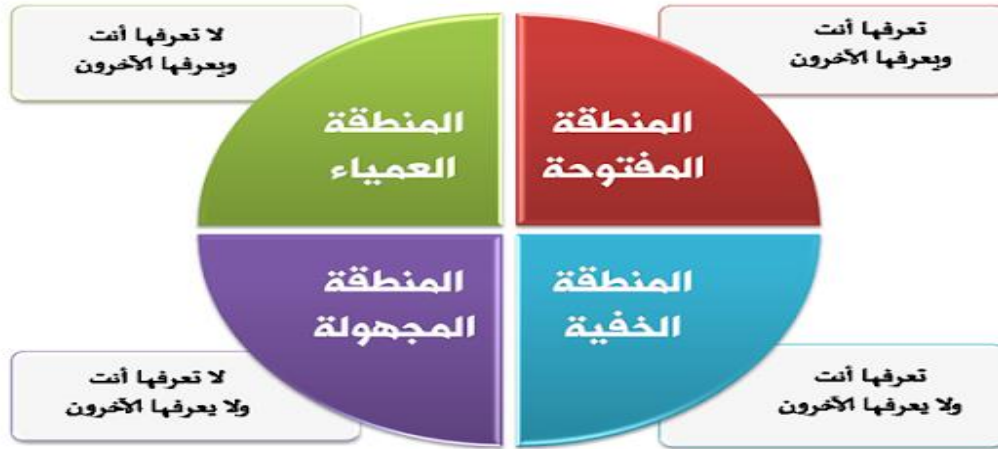 تعرفها أنت
ويعرفها الآخرون
المنطقة
المفتوحة
لا تعرفها أنت
ويعرفها الآخرون
المنطقة
العمياء
المنطقة
الخفية
تعرفها أنت
ولا يعرفها الآخرون
المنطقة
المجهولة
لا تعرفها أنت
ولا يعرفها الآخرون